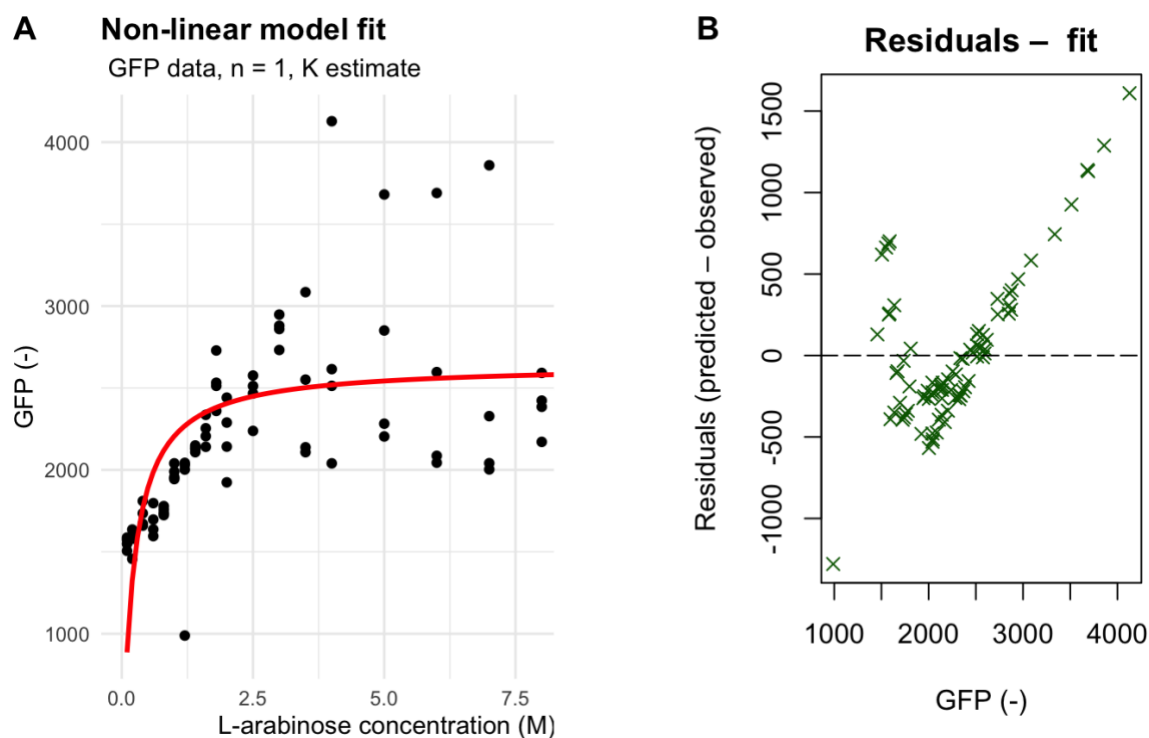 A
Non-linear model fit
GFP data, n = 1, K estimate
GFP (-)
4000
3000
2000
1000
0.0 2.5 5.0 7.5
L-arabinose concentration (M)
B
Residuals – fit
Residuals (predicted – observed)
1500
1000
500
0
-500
-1000
1000 2000 3000 4000
GFP (-)